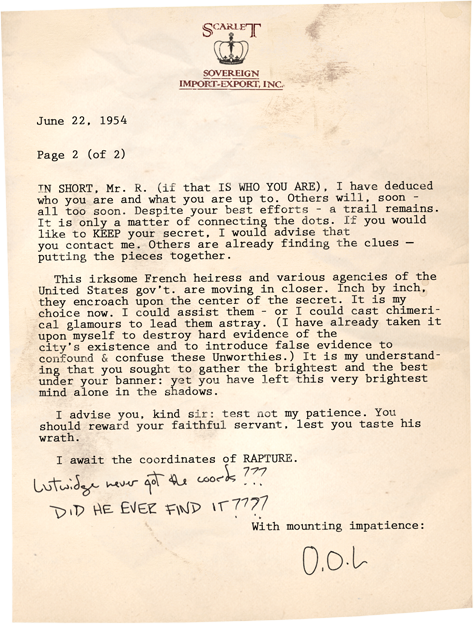 SCARLET
SOVEREIGN
IMPORT-EXPORT, INC.
June 22, 1954
Page 2 (of 2)
IN SHORT, Mr. R. (if that IS WHO YOU ARE), I have deduced
who you are and what you are up to. Others will, soon -
all too soon. Despite your best efforts - a trail remains.
It is only a matter of connecting the dots. If you would
like to KEEP your secret, I would advise that
you contact me. Others are already finding the clues —
putting the pieces together.
This irksome French heiress and various agencies of the
United States gov't. are moving in closer. Inch by inch,
they encroach upon the center of the secret. It is my
choice now. I could assist them - or I could cast chimeri-
cal glamours to lead them astray. (I have already taken it
upon myself to destroy hard evidence of the
city's existence and to introduce false evidence to
confound & confuse these Unworthies.) It is my understand-
ing that you sought to gather the brightest and the best
under your banner: yet you have left this very brightest
mind alone in the shadows.
I advise you, kind sir: test not my patience. You
should reward your faithful servant, lest you taste his
wrath.
I await the coordinates of RAPTURE.
Lutwidge never got the coords???
DID HE EVER FIND IT????
With mounting impatience:
O.O.L